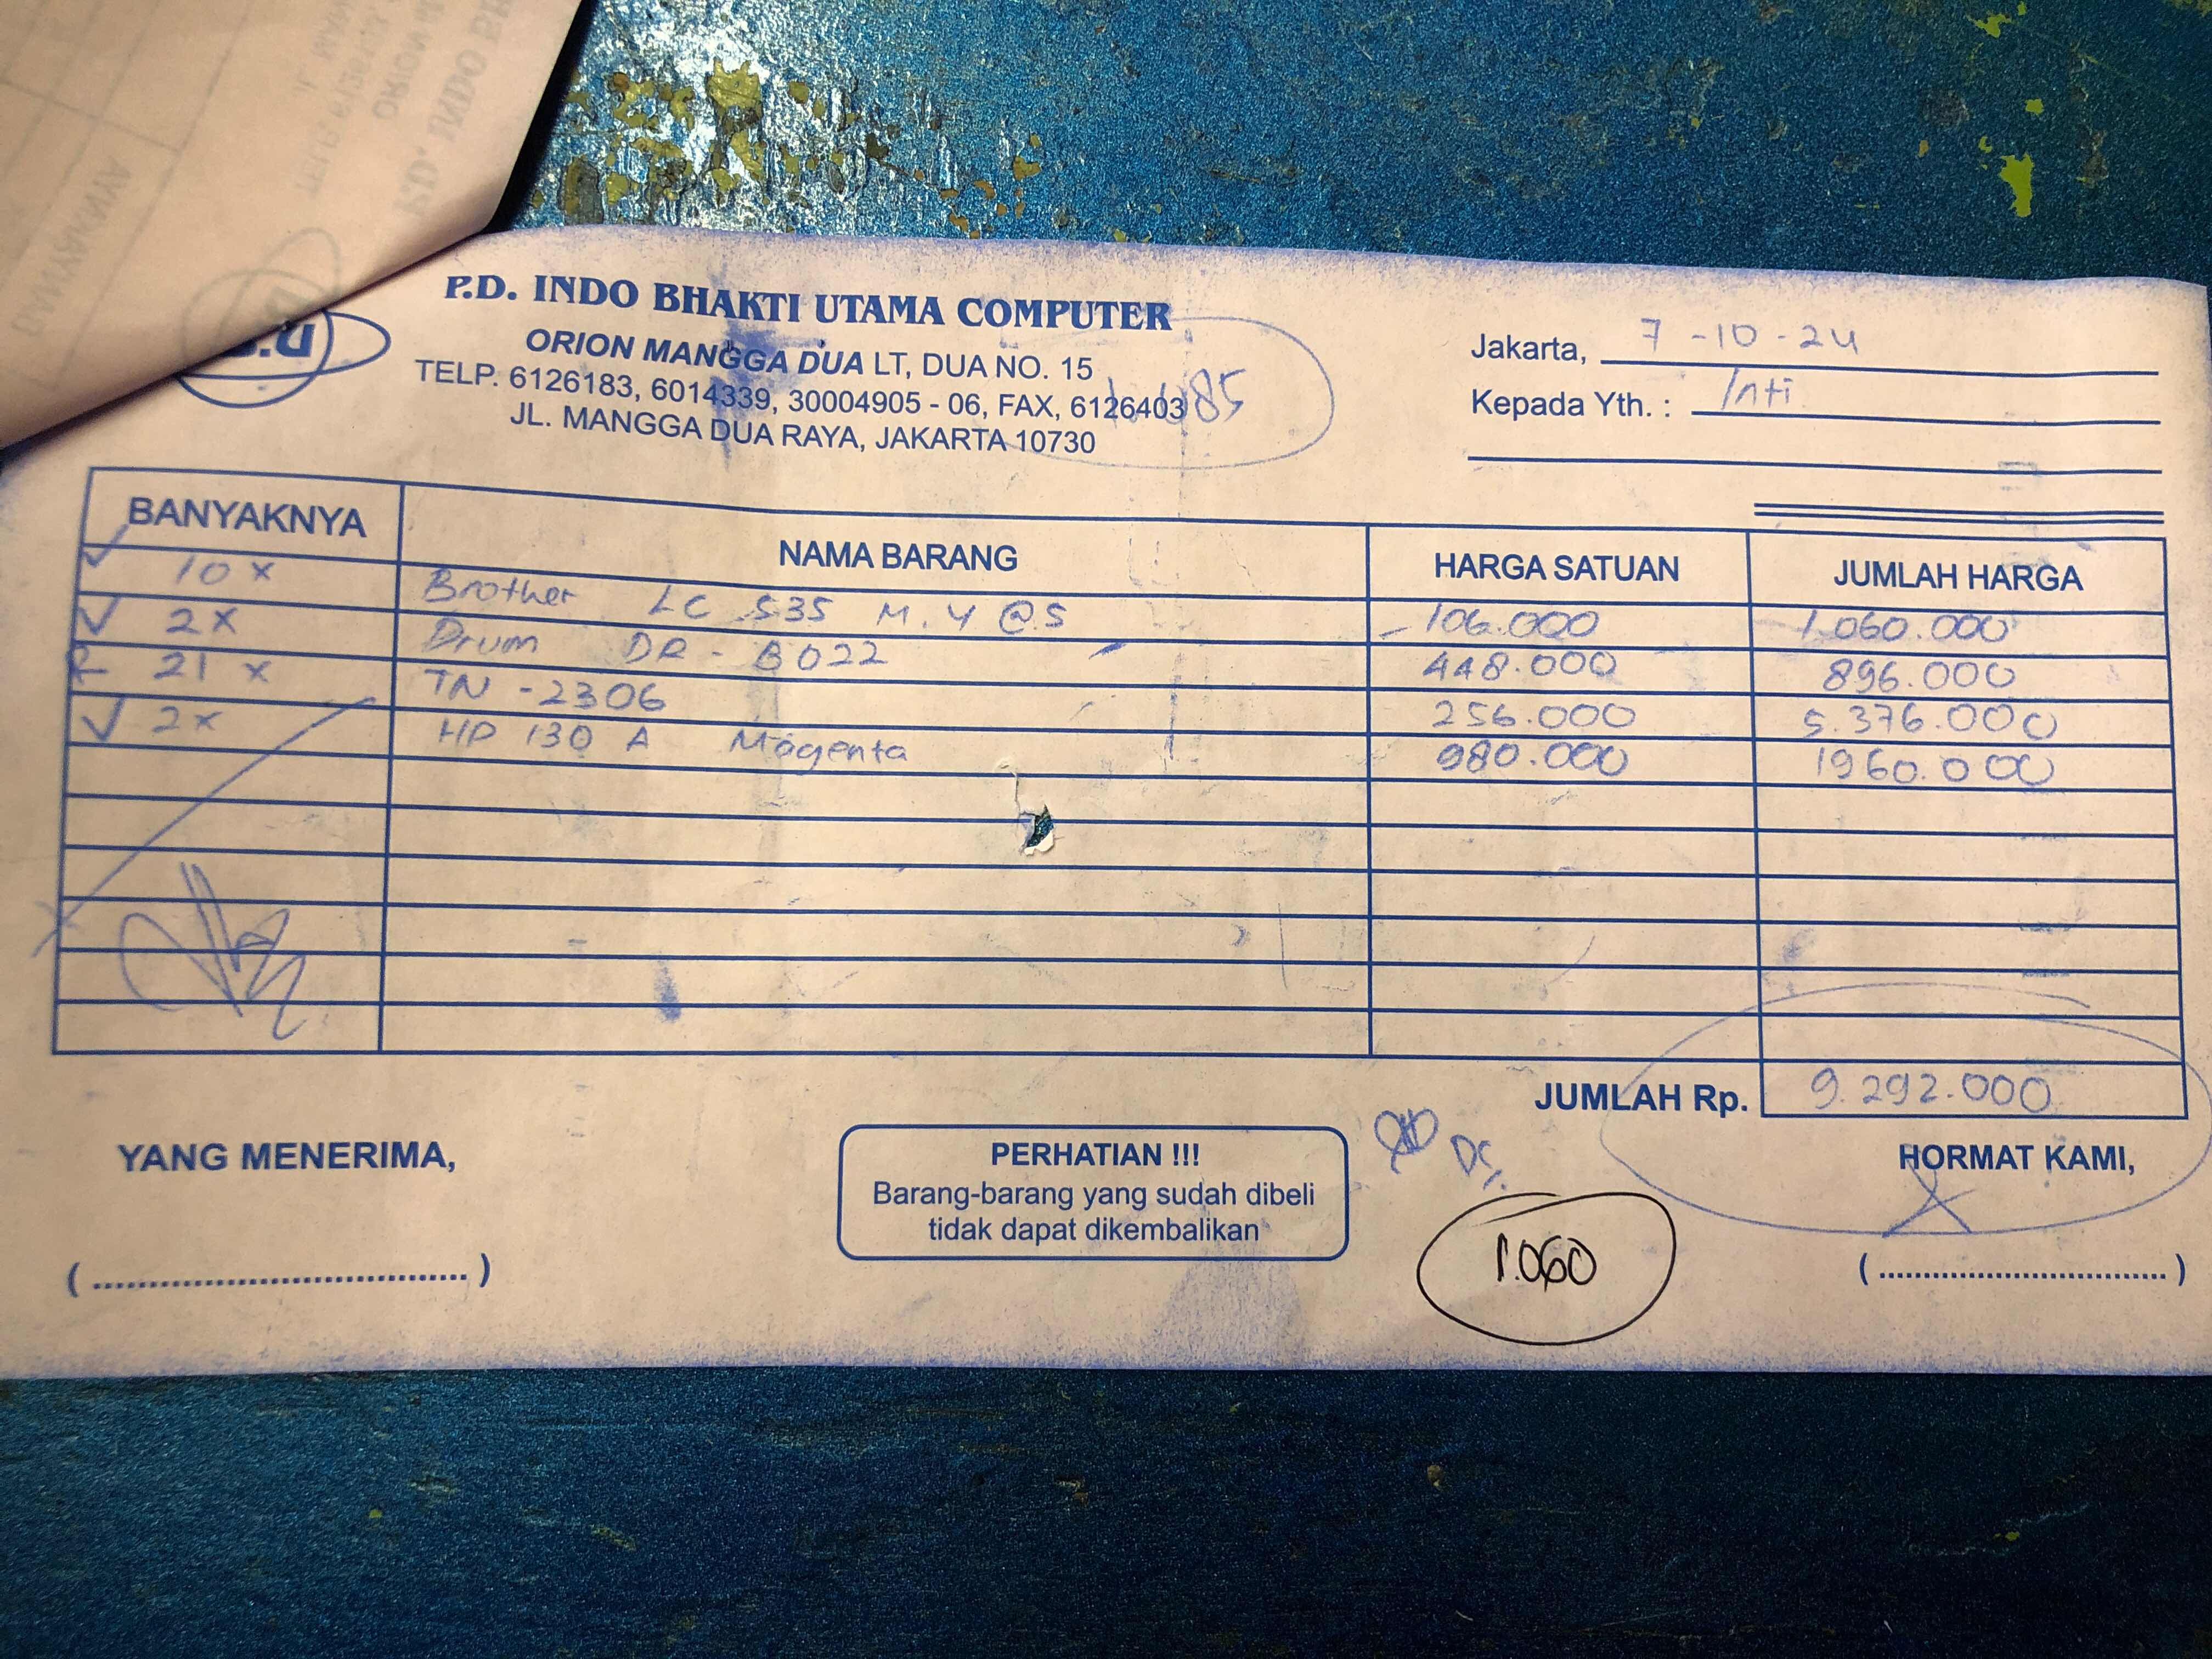 P.D. INDO BHAKTI UTAMA COMPUTER
ORION MANGGA DUA LT, DUA NO. 15
TELP. 6126183, 6014339, 30004905 - 06, FAX, 6126403
JL. MANGGA DUA RAYA, JAKARTA 10730
Jakarta, 7-10-24
Kepada Yth. : Inti
BANYAKNYA NAMA BARANG HARGA SATUAN JUMLAH HARGA
10 x Brother LC 535 M.Y @5 106.000 1.060.000
2x Drum DR - B022 448.000 896.000
21 x TN -2306 256.000 5.376.000
2x HP 130 A Magenta 980.000 1960.000
JUMLAH Rp. 9.292.000
YANG MENERIMA,
PERHATIAN !!!
Barang-barang yang sudah dibeli
tidak dapat dikembalikan
HORMAT KAMI,
1.060
(................................) (................................)